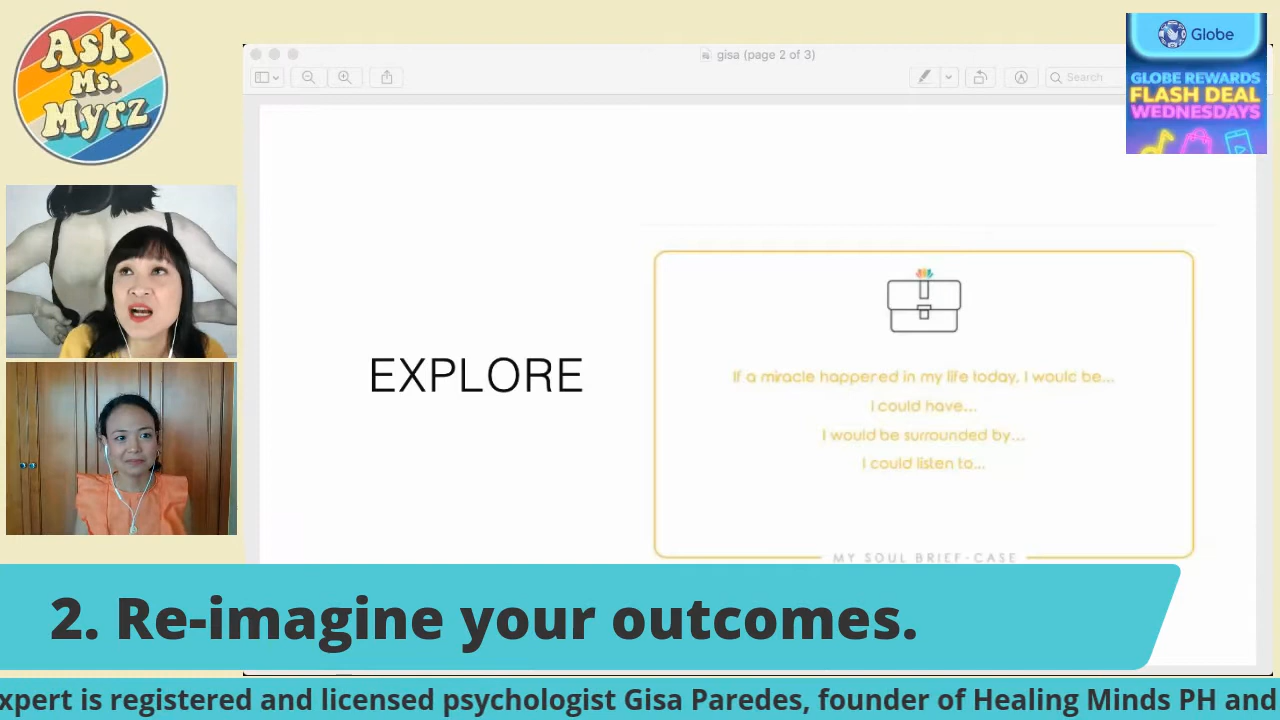 Ask
Ms.
Myrz
gisa (page 2 of 3)
Search
Globe
GLOBE REWARDS
FLASH DEAL
WEDNESDAYS
EXPLORE
If a miracle happened in my life today, I would be...
I could have...
I would be surrounded by...
I could listen to...
MY SOUL BRIEF-CASE
2. Re-imagine your outcomes.
xpert is registered and licensed psychologist Gisa Paredes, founder of Healing Minds PH and